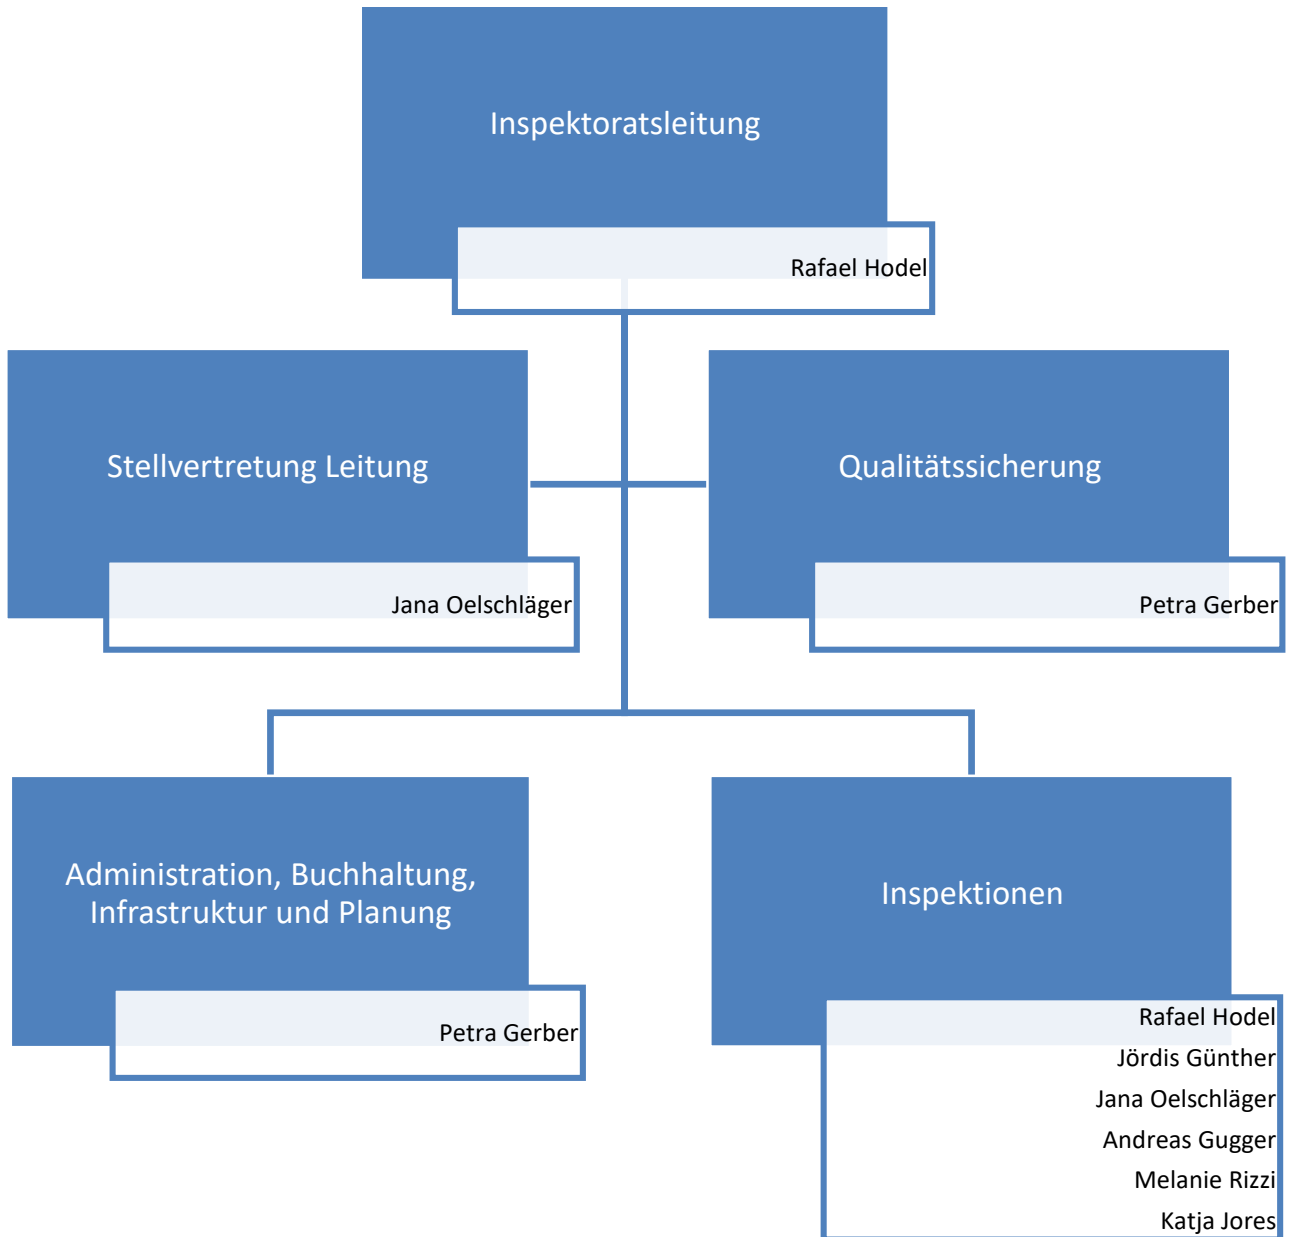 Inspektoratsleitung
Rafael Hodel
Stellvertretung Leitung
Jana Oelschläger
Qualitätssicherung
Petra Gerber
Administration, Buchhaltung,
Infrastruktur und Planung
Petra Gerber
Inspektionen
Rafael Hodel
Jördis Günther
Jana Oelschläger
Andreas Gugger
Melanie Rizzi
Katja Jores